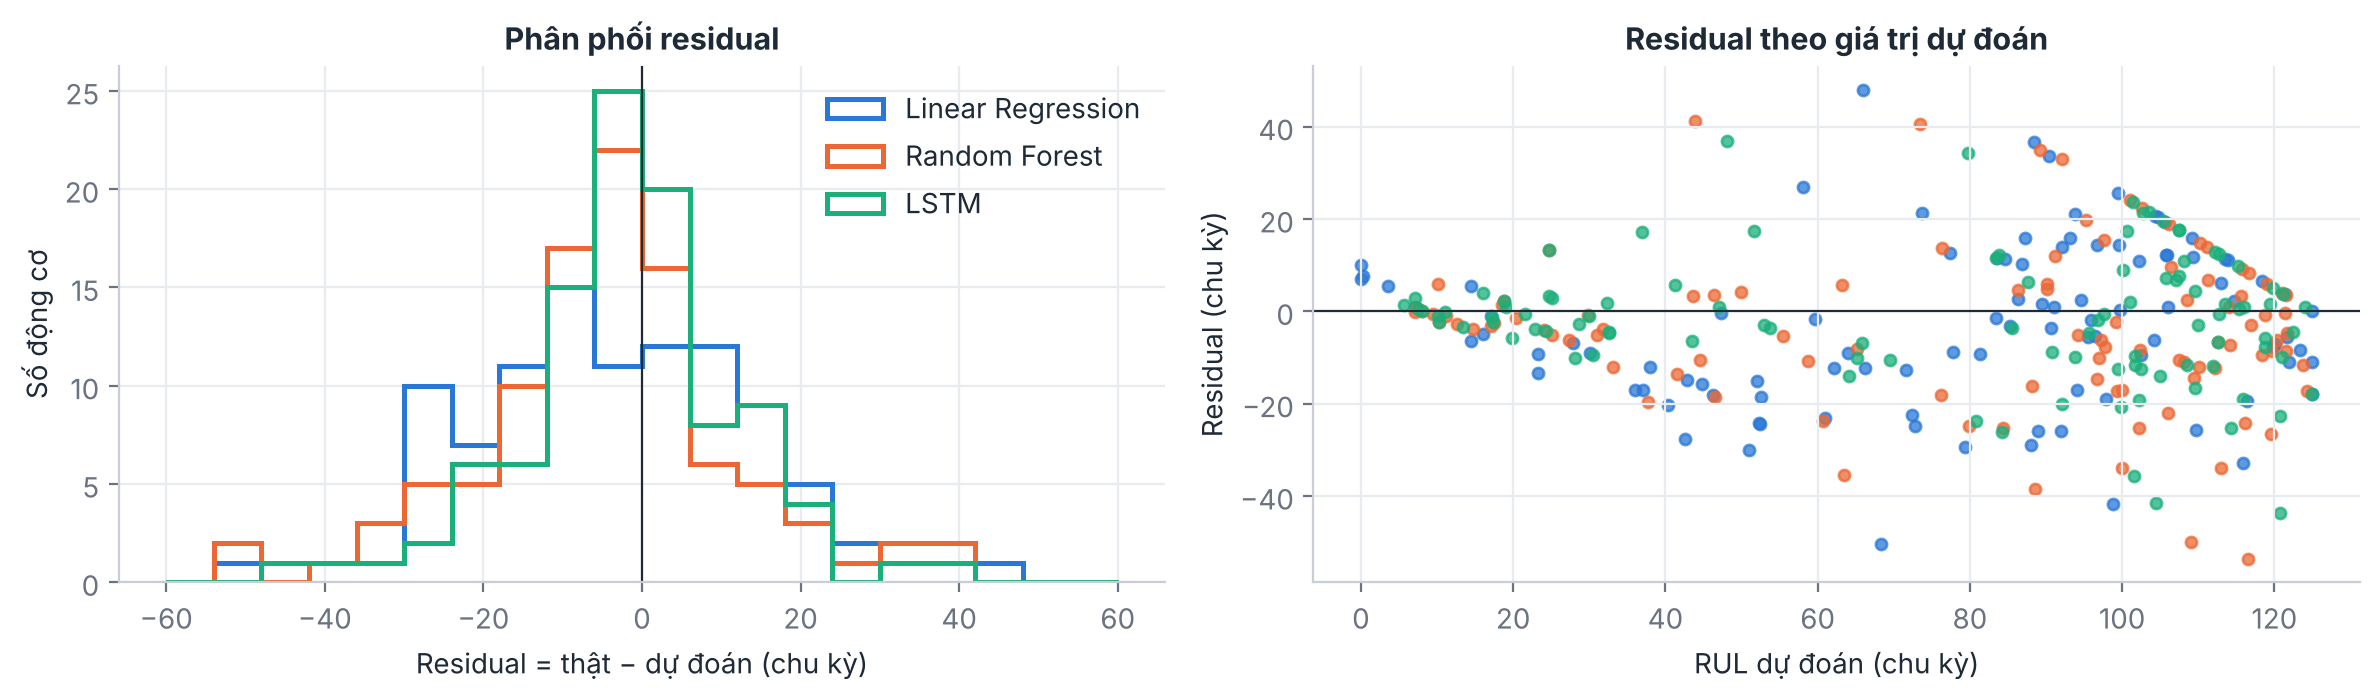 Phân phối residual
Số động cơ
25
20
15
10
5
0
−60
−40
−20
0
20
40
60
Residual = thật − dự đoán (chu kỳ)
Linear Regression
Random Forest
LSTM
Residual theo giá trị dự đoán
Residual (chu kỳ)
40
20
0
−20
−40
0
20
40
60
80
100
120
RUL dự đoán (chu kỳ)